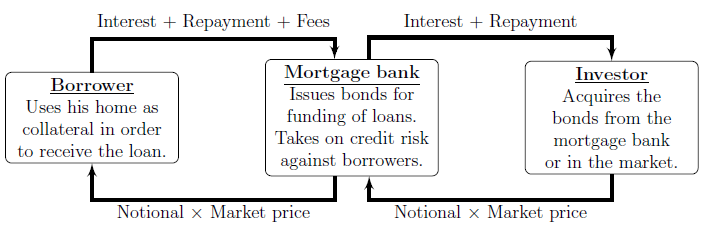 Interest + Repayment + Fees
Interest + Repayment
Borrower
Uses his home as
collateral in order
to receive the loan.
Mortgage bank
Issues bonds for
funding of loans.
Takes on credit risk
against borrowers.
Investor
Acquires the
bonds from the
mortgage bank
or in the market.
Notional × Market price
Notional × Market price